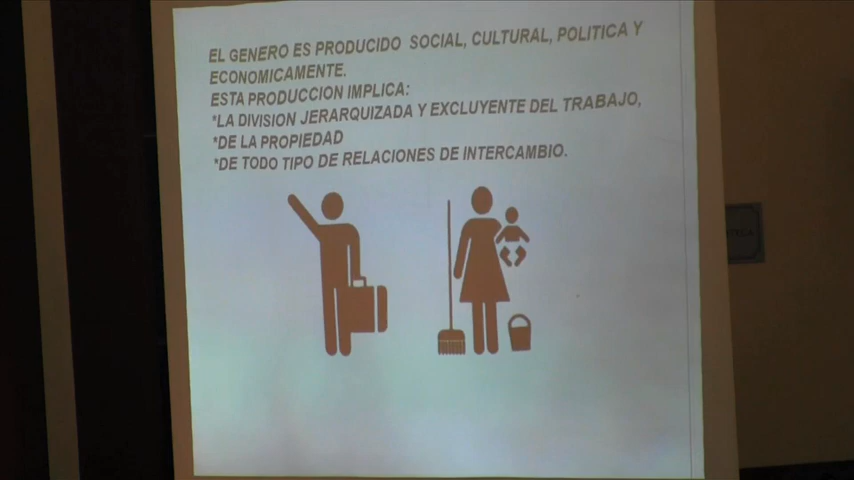 EL GENERO ES PRODUCIDO SOCIAL, CULTURAL, POLITICA Y
ECONOMICAMENTE.
ESTA PRODUCCION IMPLICA:
*LA DIVISION JERARQUIZADA Y EXCLUYENTE DEL TRABAJO,
*DE LA PROPIEDAD
*DE TODO TIPO DE RELACIONES DE INTERCAMBIO.